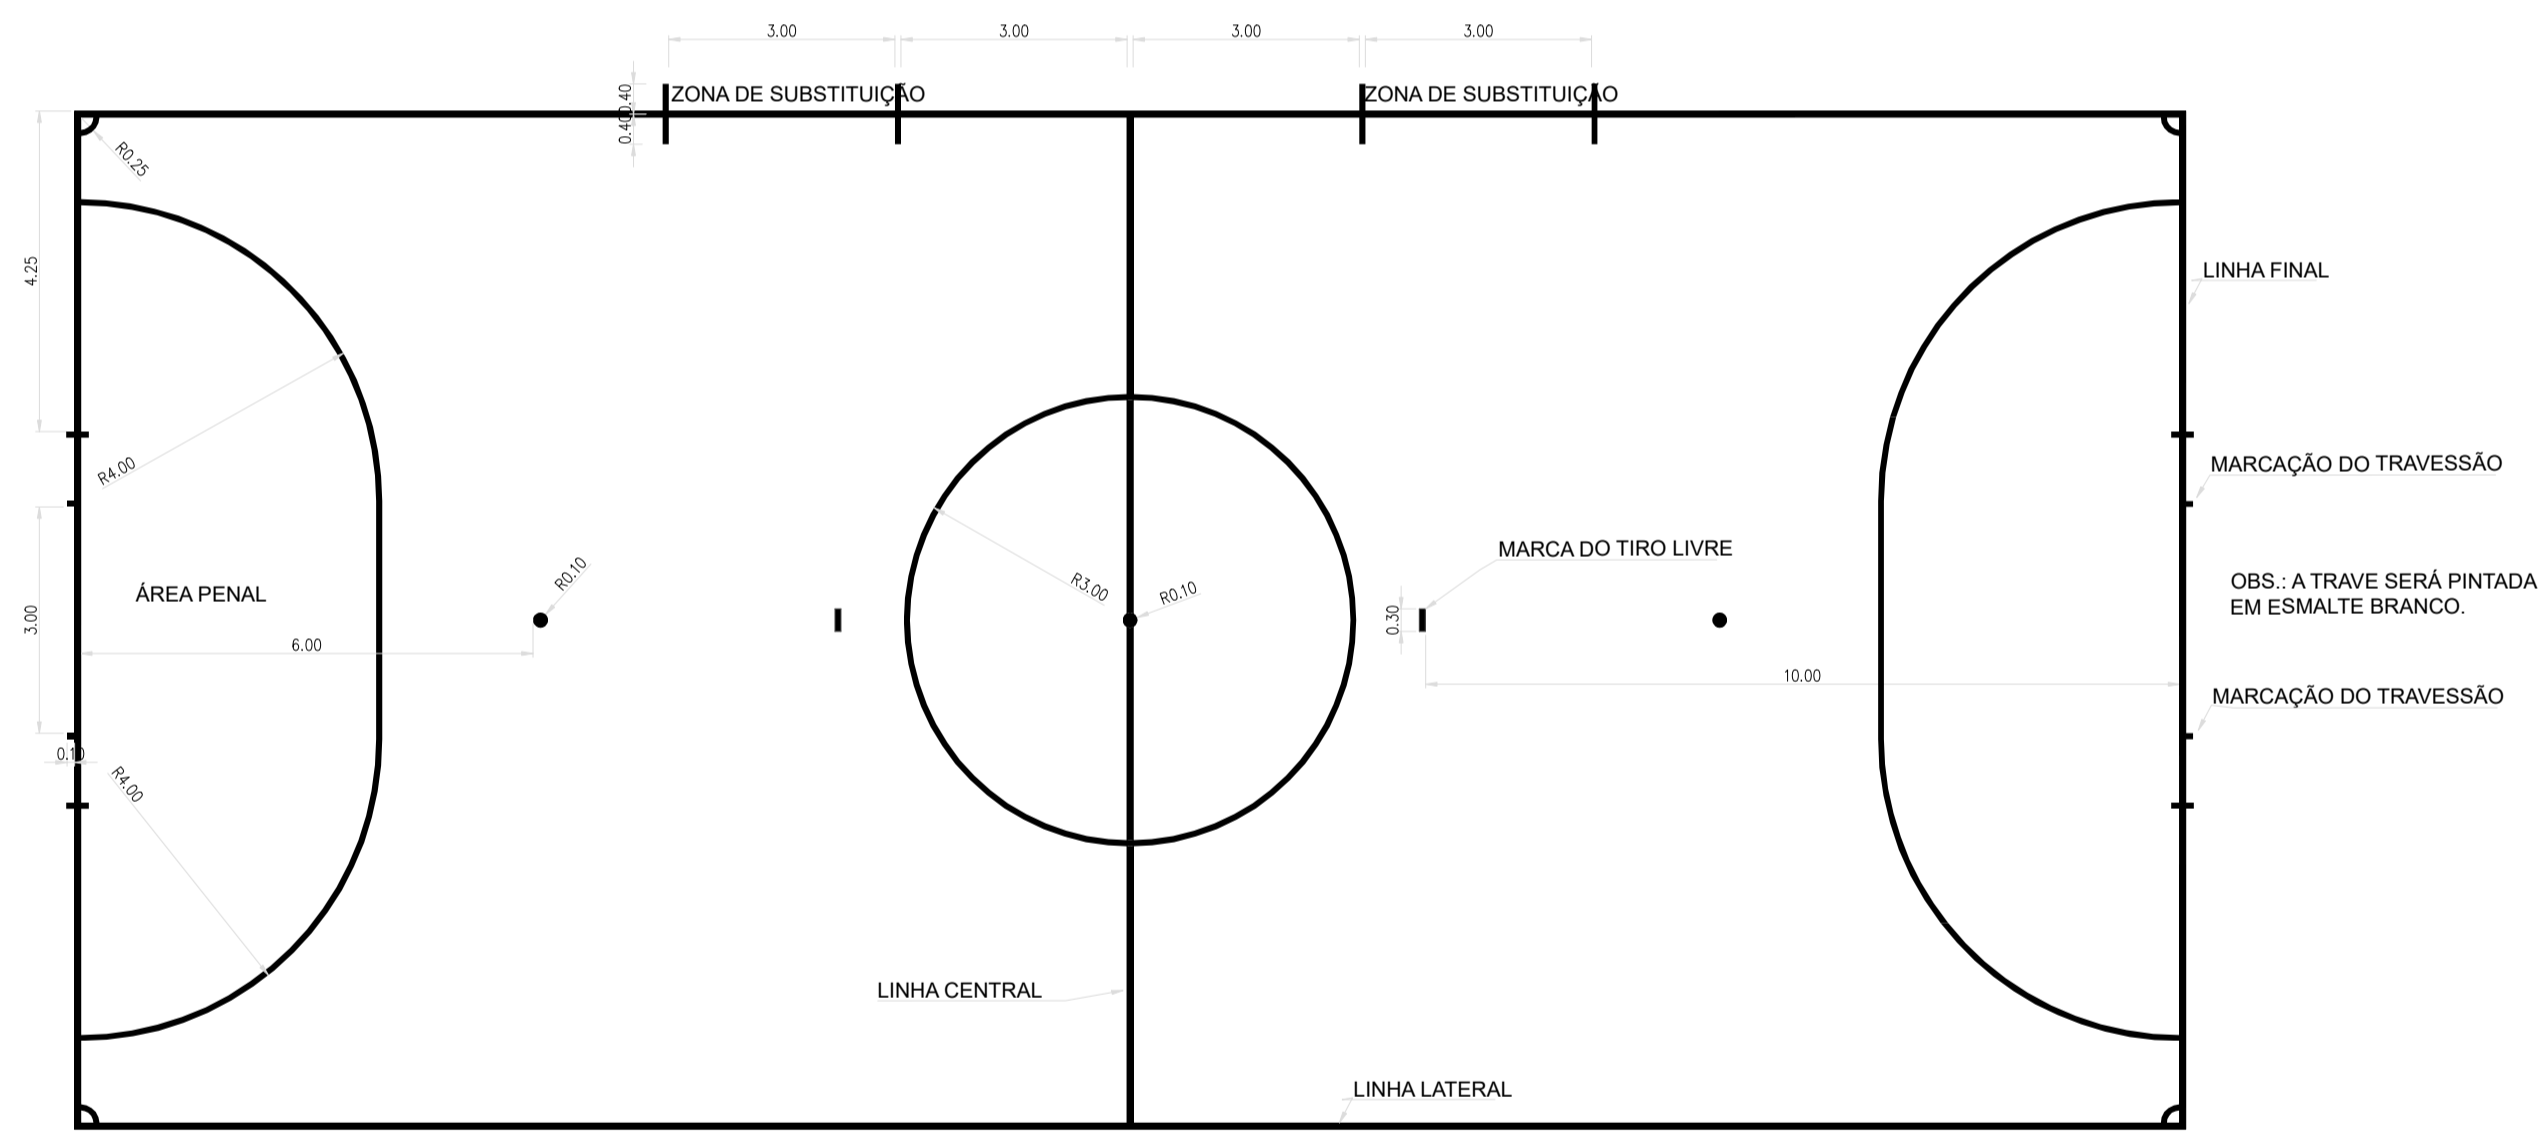 3.00
3.00
3.00
3.00
ZONA DE SUBSTITUIÇÃO
ZONA DE SUBSTITUIÇÃO
0.40
0.40
R0.25
4.25
LINHA FINAL
R4.00
MARCAÇÃO DO TRAVESSÃO
MARCA DO TIRO LIVRE
R0.10
R3.00
R0.10
ÁREA PENAL
OBS.: A TRAVE SERÁ PINTADA
EM ESMALTE BRANCO.
3.00
0.30
6.00
10.00
MARCAÇÃO DO TRAVESSÃO
0.10
R4.00
LINHA CENTRAL
LINHA LATERAL